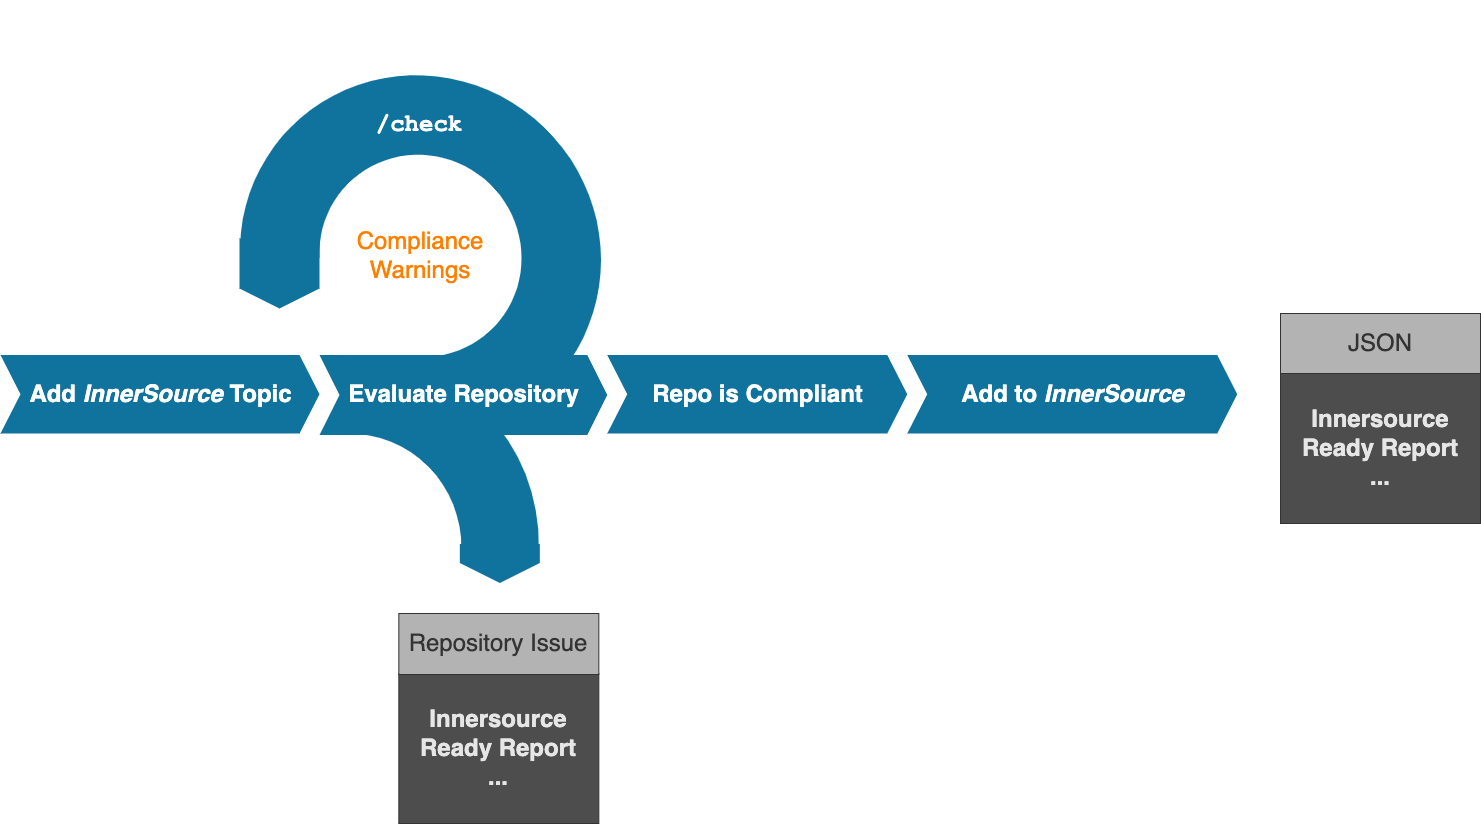 /check
Compliance
Warnings
Add InnerSource Topic
Evaluate Repository
Repo is Compliant
Add to InnerSource
JSON
Innersource
Ready Report
...
Repository Issue
Innersource
Ready Report
...